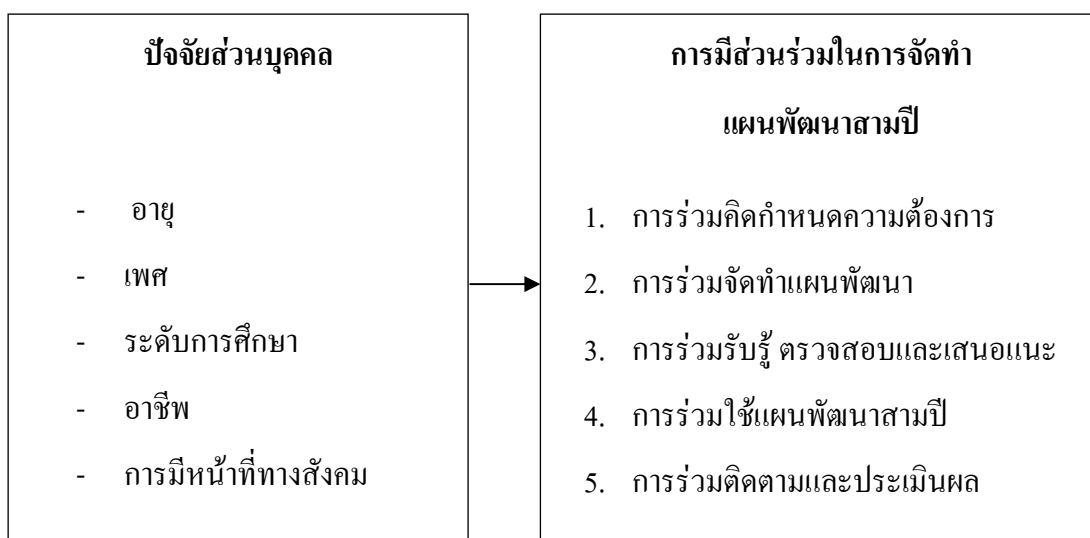 ปัจจัยส่วนบุคคล
- อายุ
- เพศ
- ระดับการศึกษา
- อาชีพ
- การมีหน้าที่ทางสังคม
การมีส่วนร่วมในการจัดทำ
แผนพัฒนาสามปี
1. การร่วมคิดกำหนดความต้องการ
2. การร่วมจัดทำแผนพัฒนา
3. การร่วมรับรู้ ตรวจสอบและเสนอแนะ
4. การร่วมใช้แผนพัฒนาสามปี
5. การร่วมติดตามและประเมินผล